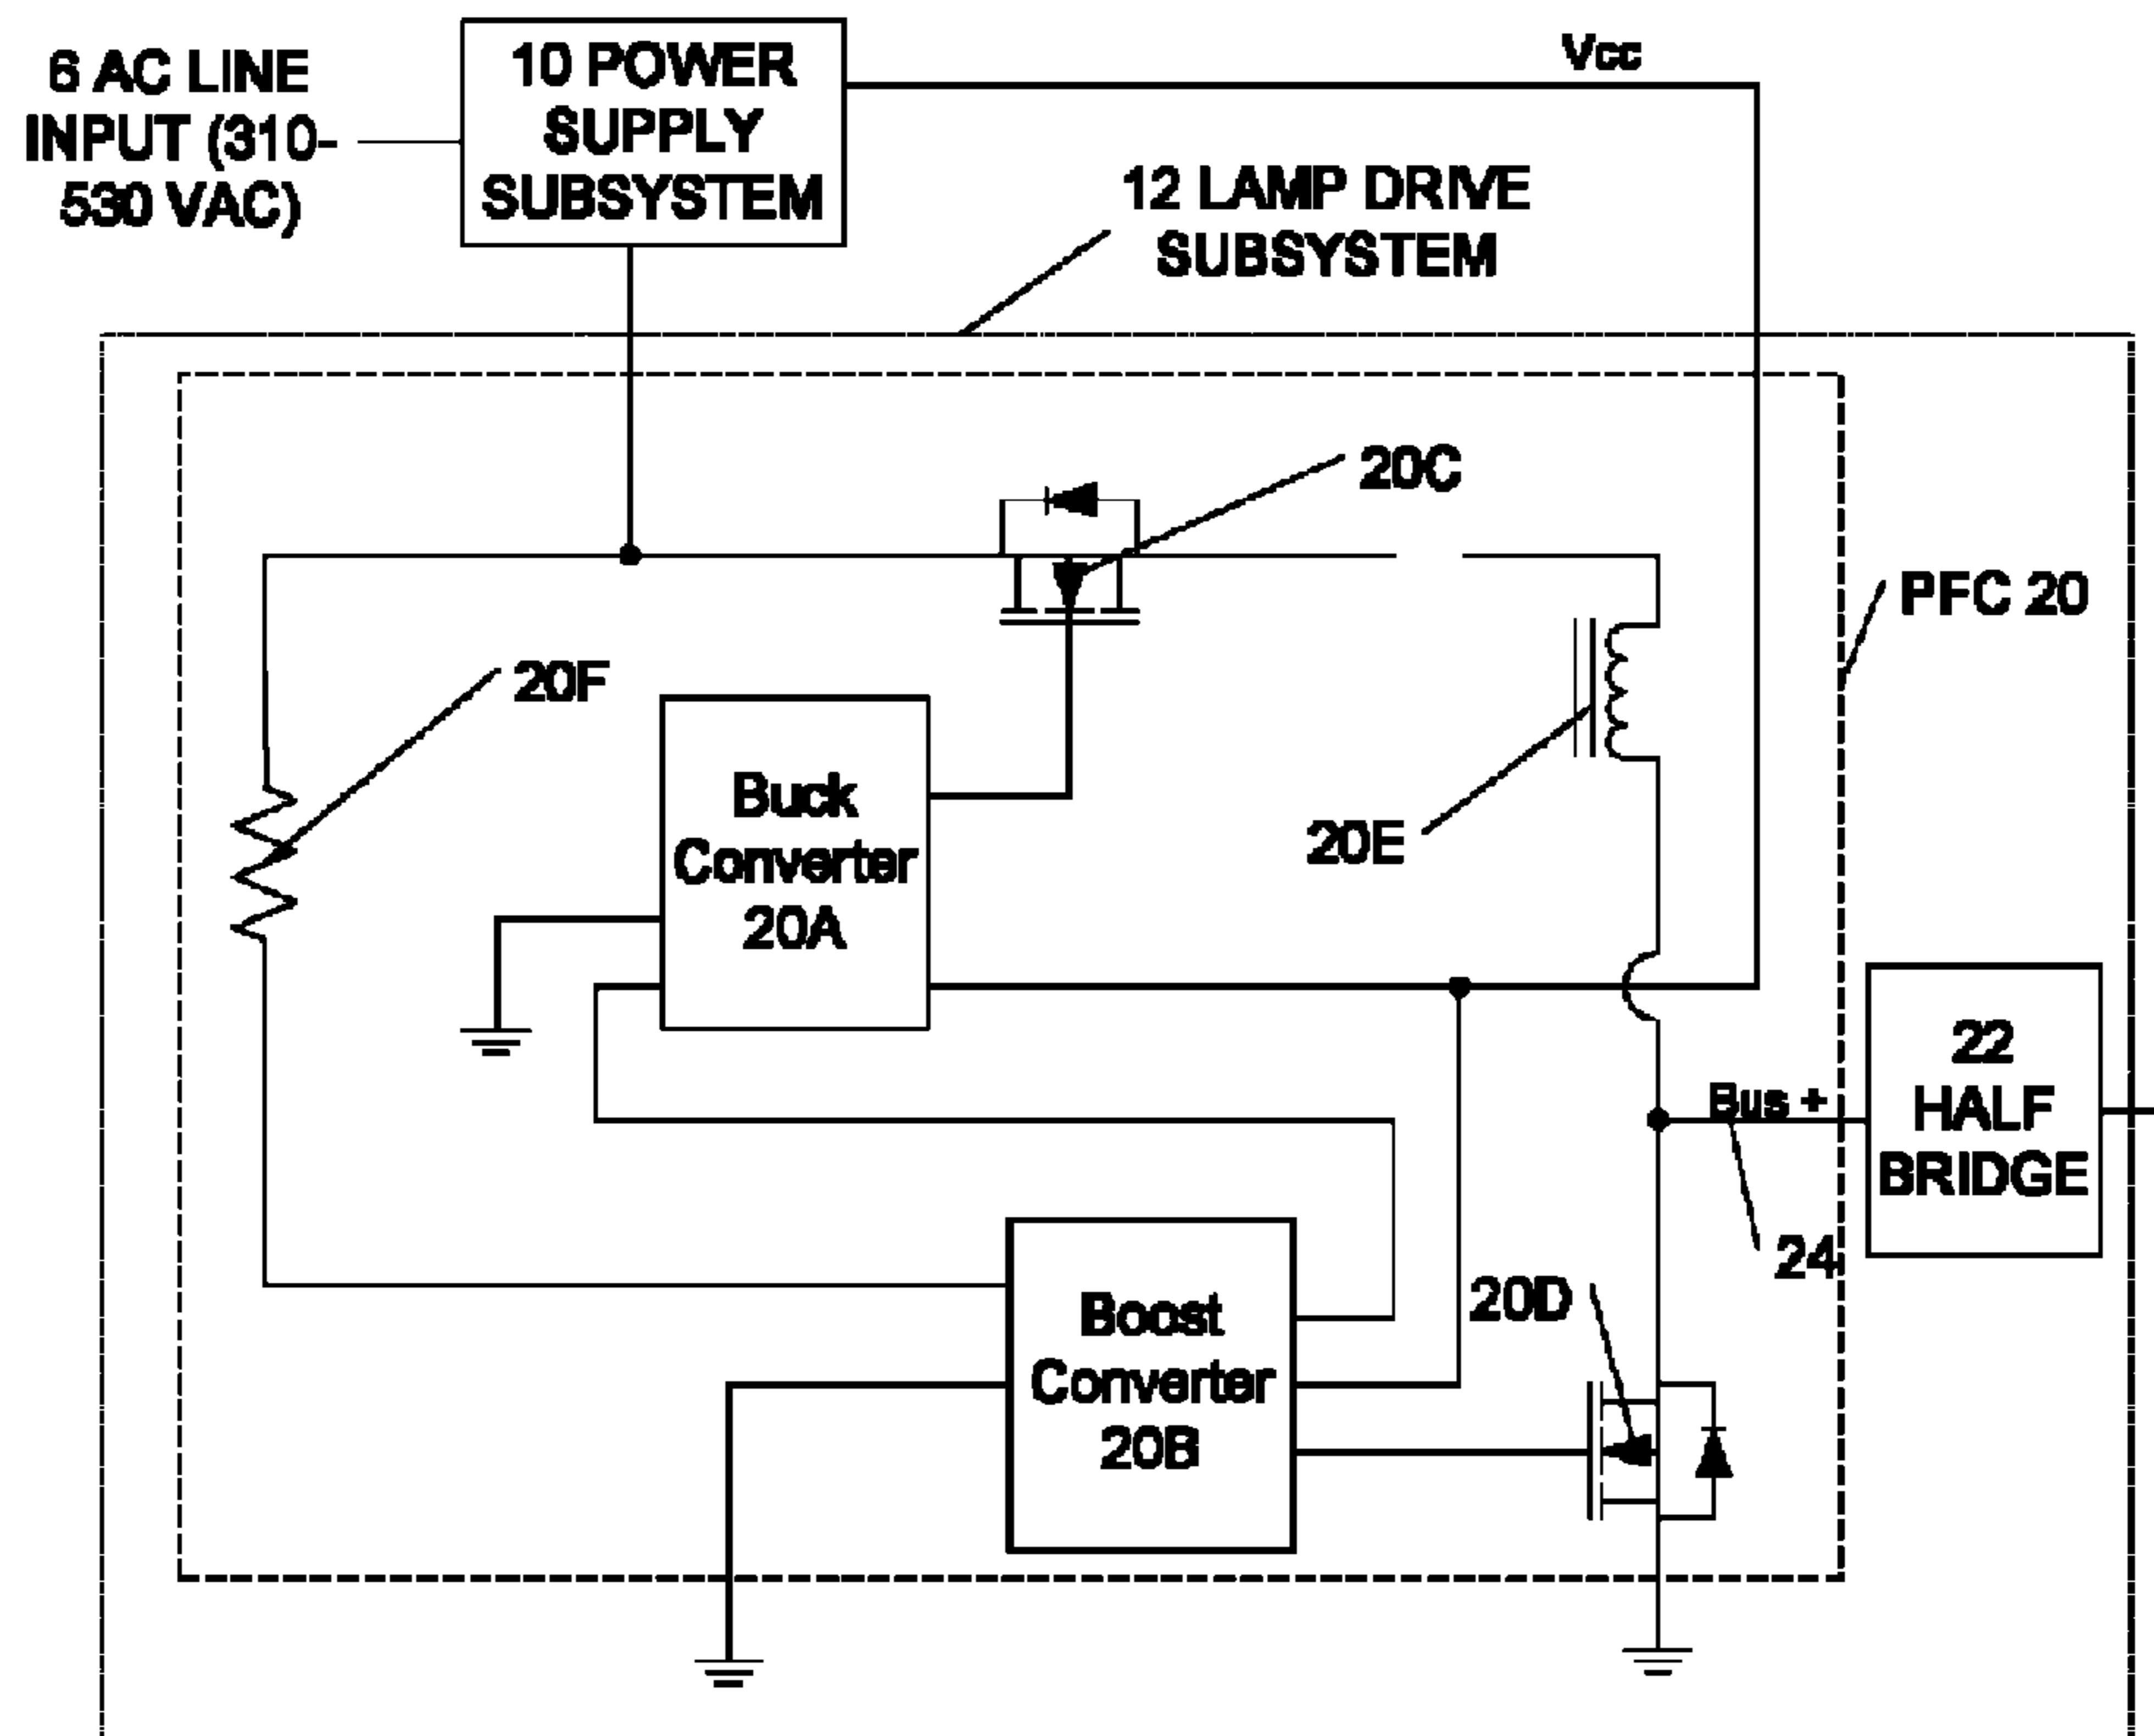 6 AC LINE
INPUT (310-
530 VAC)
10 POWER
SUPPLY
SUBSYSTEM
Vcc
12 LAMP DRIVE
SUBSYSTEM
20C
PFC 20
20F
Buck
Converter
20A
20E
22
HALF
BRIDGE
Bus +
24
20D
Boost
Converter
20B